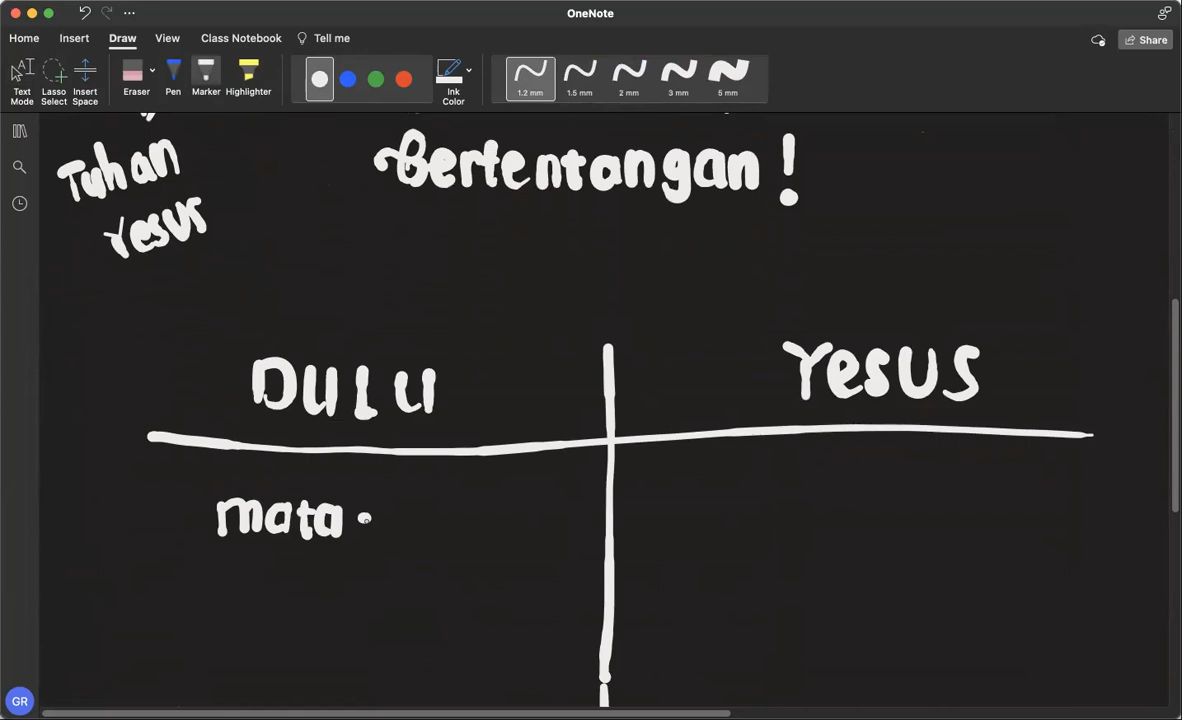 OneNote
Home Insert Draw View Class Notebook Tell me
Share
Text Mode
Lasso Select
Insert Space
Eraser
Pen
Marker
Highlighter
Ink Color
1.2 mm
1.5 mm
2 mm
3 mm
5 mm
Tuhan
Yesus
Bertentangan!
DULU
Yesus
mata
GR